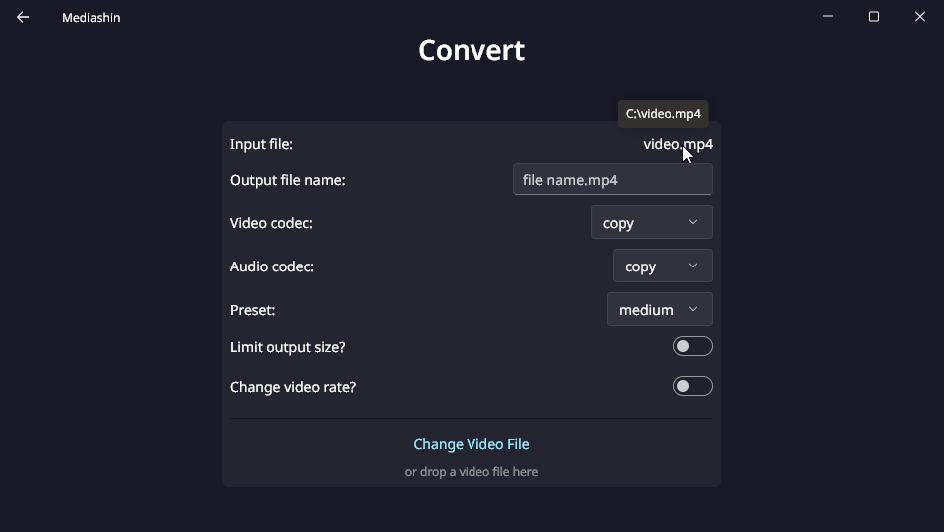 Mediashin
Convert
C:\video.mp4
Input file: video.mp4
Output file name: file name.mp4
Video codec: copy
Audio codec: copy
Preset: medium
Limit output size?
Change video rate?
Change Video File
or drop a video file here